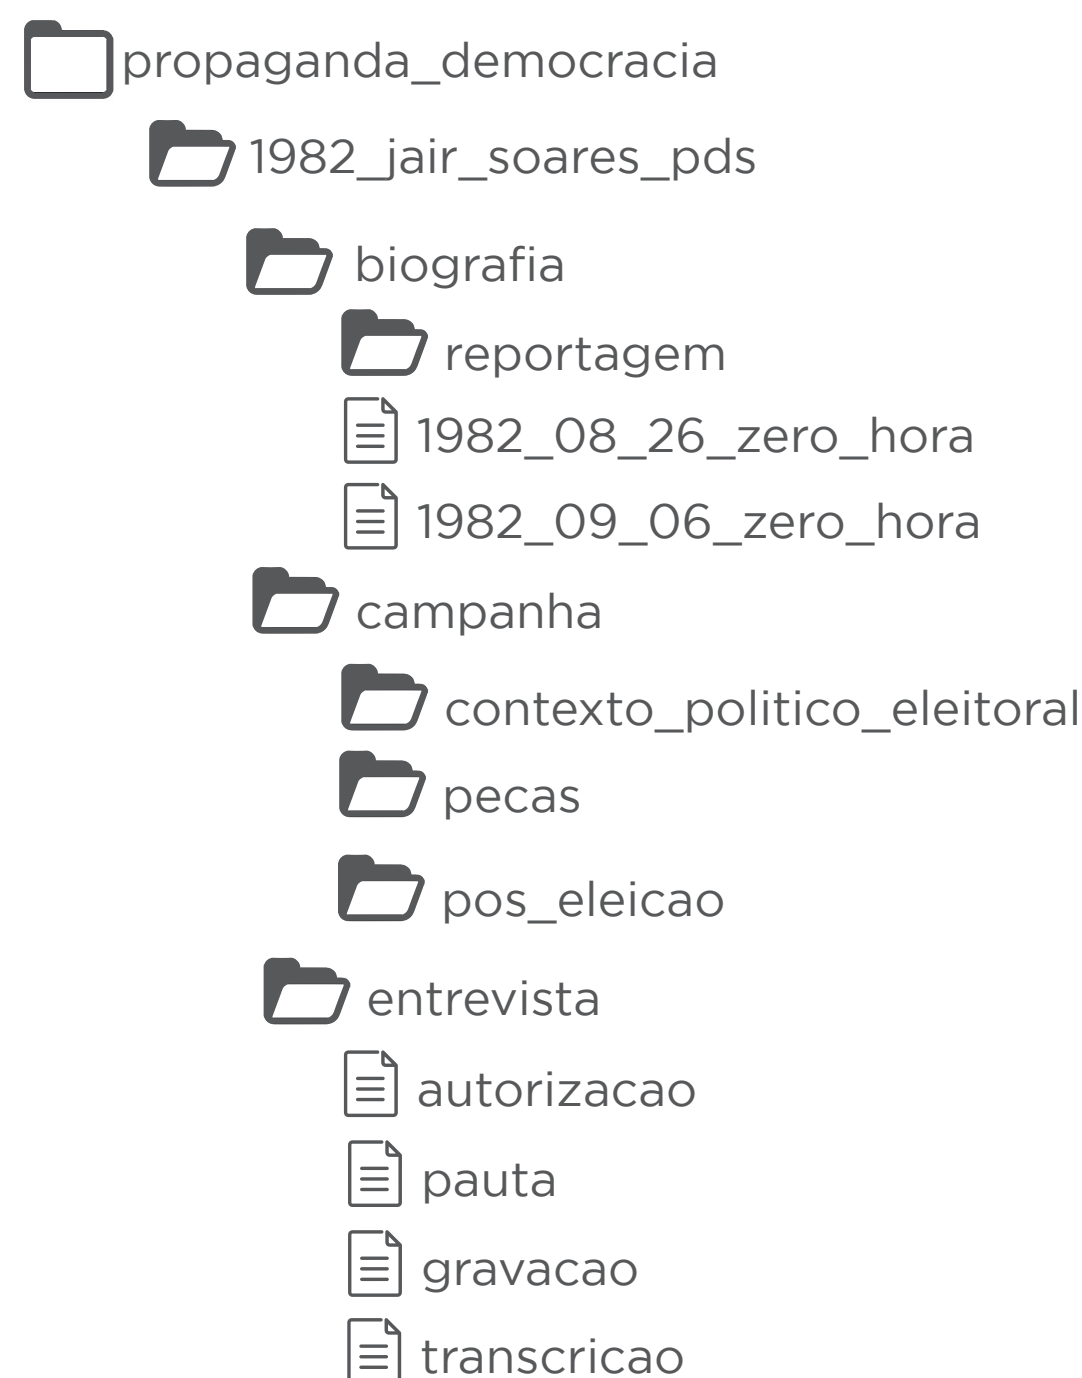 propaganda_democracia
1982_jair_soares_pds
biografia
reportagem
1982_08_26_zero_hora
1982_09_06_zero_hora
campanha
contexto_politico_eleitoral
pecas
pos_eleicao
entrevista
autorizacao
pauta
gravacao
transcricao